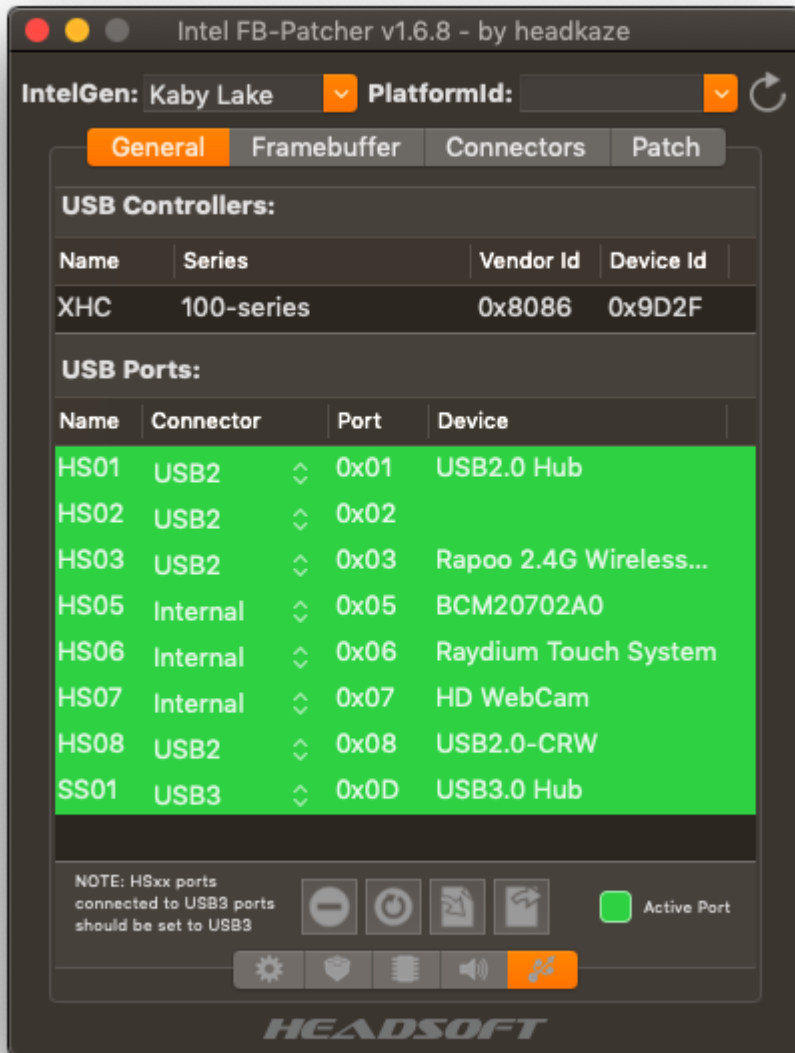 Intel FB-Patcher v1.6.8 - by headkaze
IntelGen: Kaby Lake PlatformId:
General Framebuffer Connectors Patch
USB Controllers:
Name Series Vendor Id Device Id
XHC 100-series 0x8086 0x9D2F
USB Ports:
Name Connector Port Device
HS01 USB2 0x01 USB2.0 Hub
HS02 USB2 0x02
HS03 USB2 0x03 Rapoo 2.4G Wireless...
HS05 Internal 0x05 BCM20702A0
HS06 Internal 0x06 Raydium Touch System
HS07 Internal 0x07 HD WebCam
HS08 USB2 0x08 USB2.0-CRW
SS01 USB3 0x0D USB3.0 Hub
NOTE: HSxx ports
connected to USB3 ports
should be set to USB3
Active Port
HEADSOFT